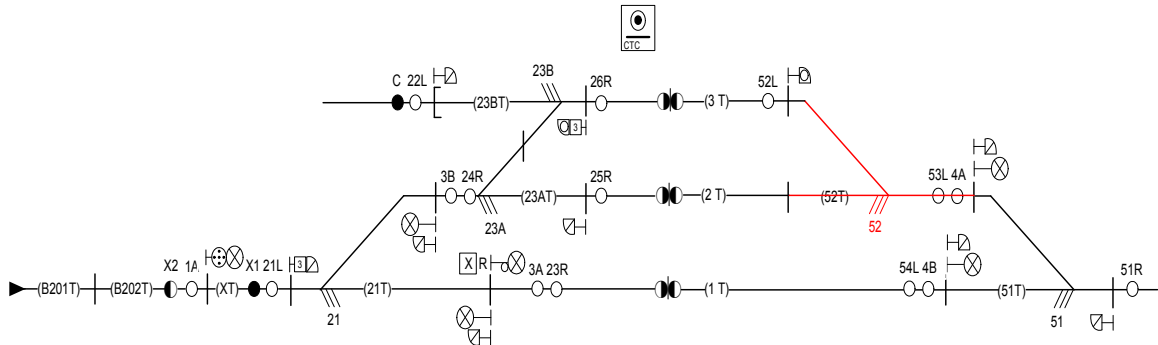 CTC
23B
C 22L
26R
52L
(23BT)
(3 T)
3
3B 24R
25R
53L 4A
(23AT)
(2 T)
(52T)
23A
52
X2 1A
X1 21L
3
X R
3A 23R
54L 4B
51R
(B201T)
(B202T)
(XT)
(21T)
(1 T)
(51T)
21
51